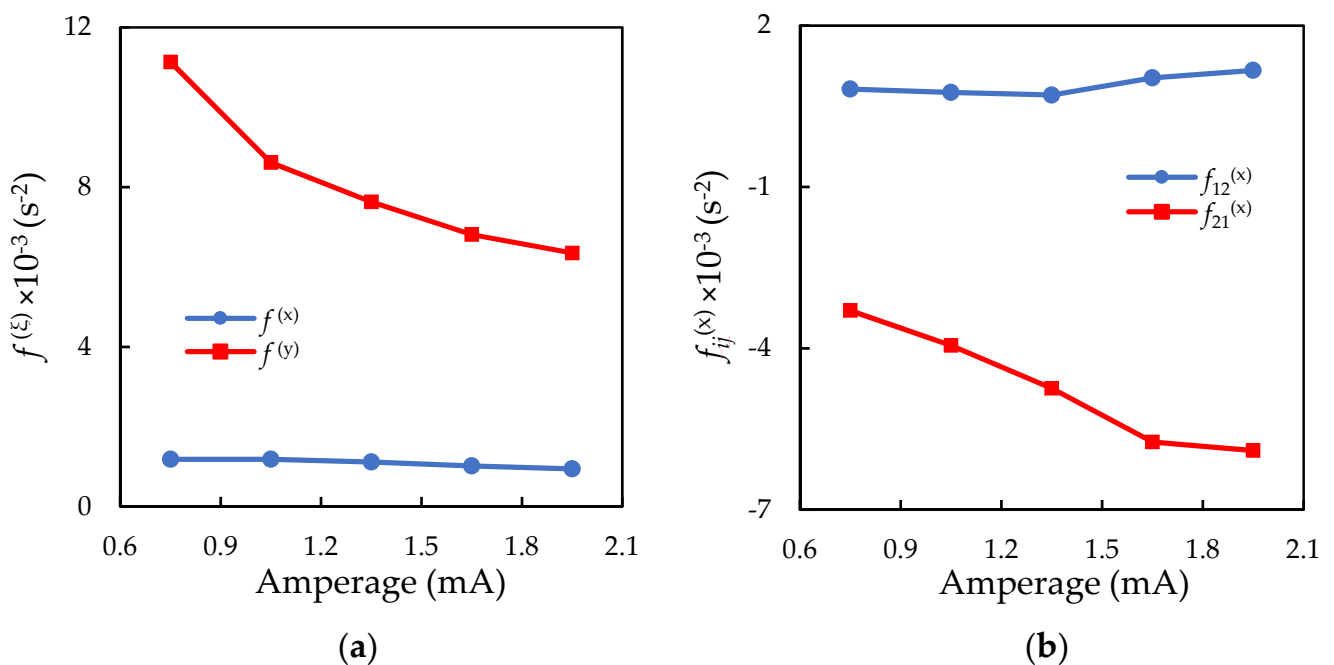 12
8
4
0
f^(ξ) ×10^-3 (s^-2)
f^(x)
f^(y)
0.6 0.9 1.2 1.5 1.8 2.1
Amperage (mA)
(a)
2
-1
-4
-7
f_ij^(x) ×10^-3 (s^-2)
f_12^(x)
f_21^(x)
0.6 0.9 1.2 1.5 1.8 2.1
Amperage (mA)
(b)